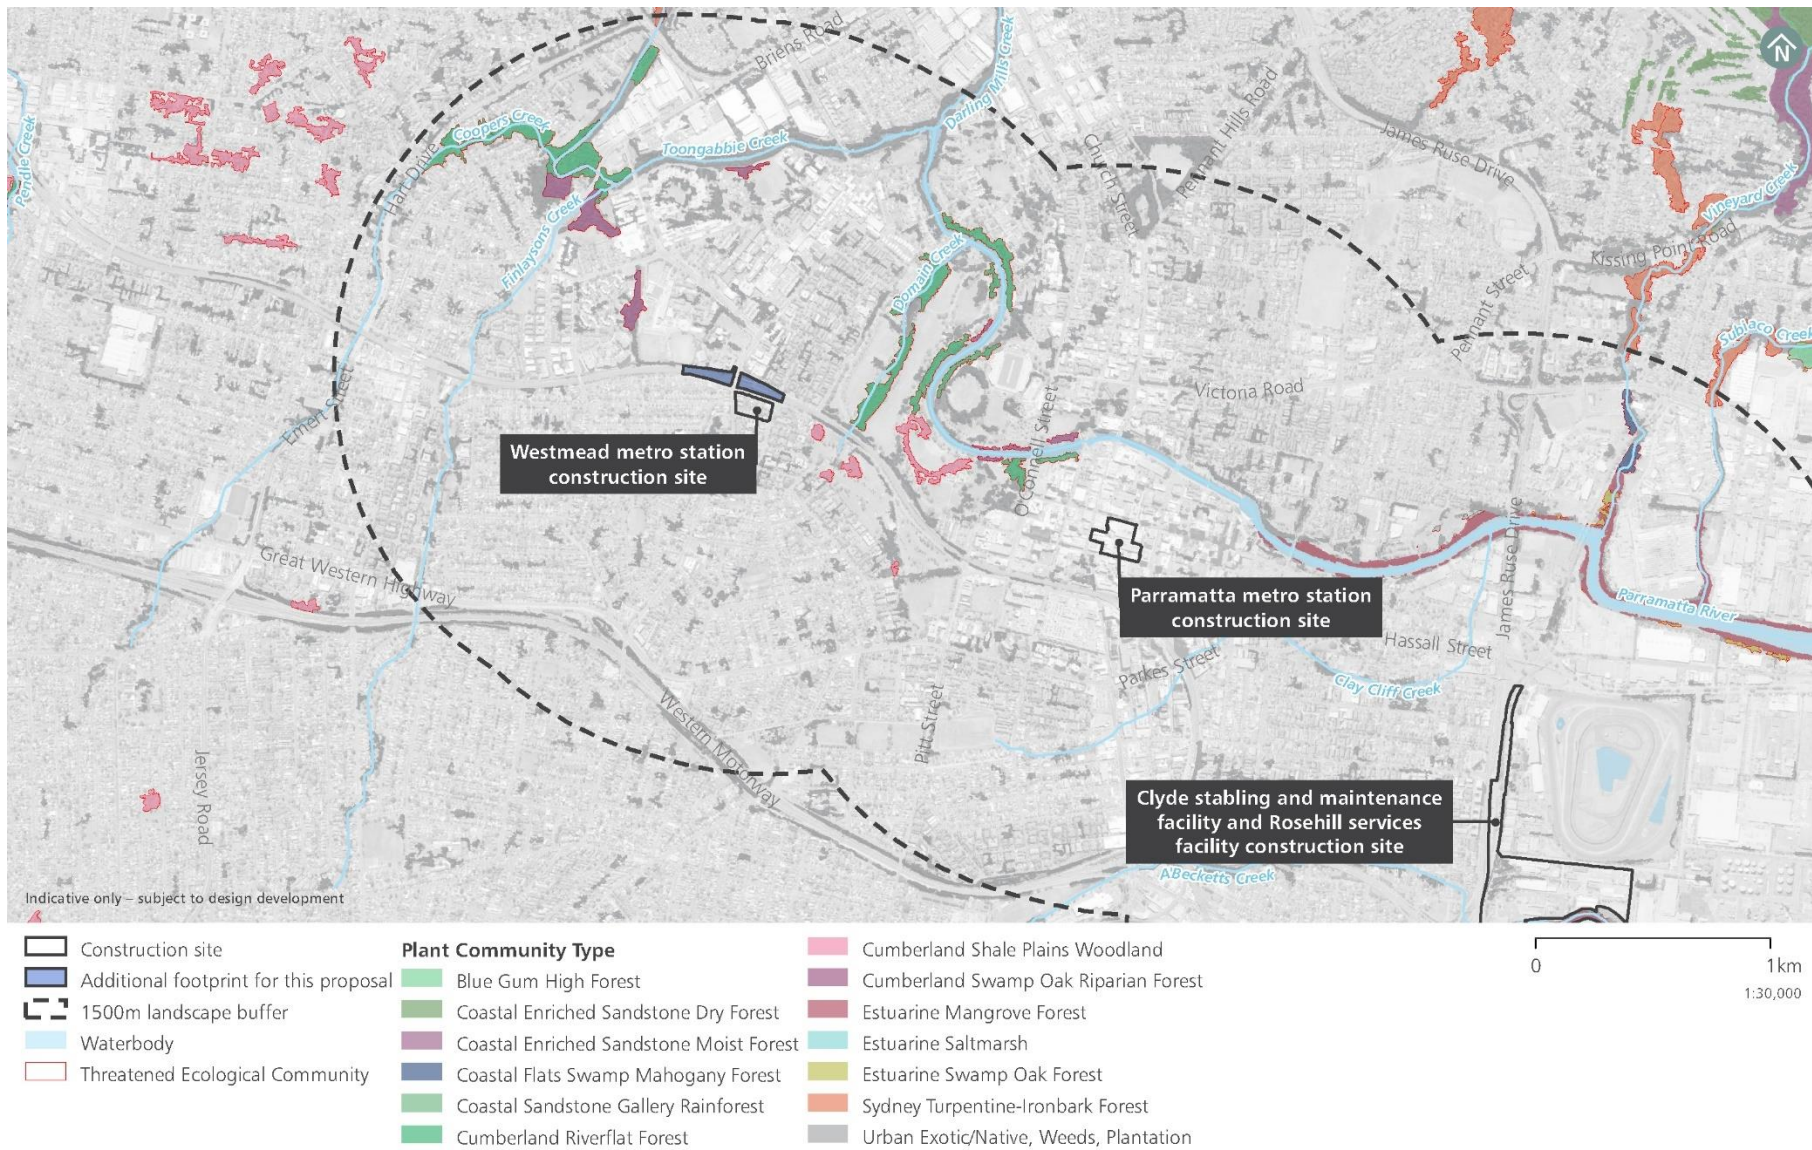 N
Briens Road
Darling Mills Creek
Coopers Creek
Toongabbie Creek
Pendle Creek
Hart Drive
Finlaysons Creek
Church Street
Pennant Hills Road
James Ruse Drive
Vineyard Creek
Kissing Point Road
Domain Creek
Pennant Street
Subiaco Creek
Emert Street
Victoria Road
O'Connell Street
Westmead metro station
construction site
Great Western Highway
James Ruse Drive
Parramatta metro station
construction site
Parramatta River
Hassall Street
Parkes Street
Clay Cliff Creek
Pitt Street
Western Motorway
Jersey Road
Clyde stabling and maintenance
facility and Rosehill services
facility construction site
A'Becketts Creek
Indicative only – subject to design development
Construction site
Additional footprint for this proposal
1500m landscape buffer
Waterbody
Threatened Ecological Community
Plant Community Type
Blue Gum High Forest
Coastal Enriched Sandstone Dry Forest
Coastal Enriched Sandstone Moist Forest
Coastal Flats Swamp Mahogany Forest
Coastal Sandstone Gallery Rainforest
Cumberland Riverflat Forest
Cumberland Shale Plains Woodland
Cumberland Swamp Oak Riparian Forest
Estuarine Mangrove Forest
Estuarine Saltmarsh
Estuarine Swamp Oak Forest
Sydney Turpentine-Ironbark Forest
Urban Exotic/Native, Weeds, Plantation
0 1km
1:30,000